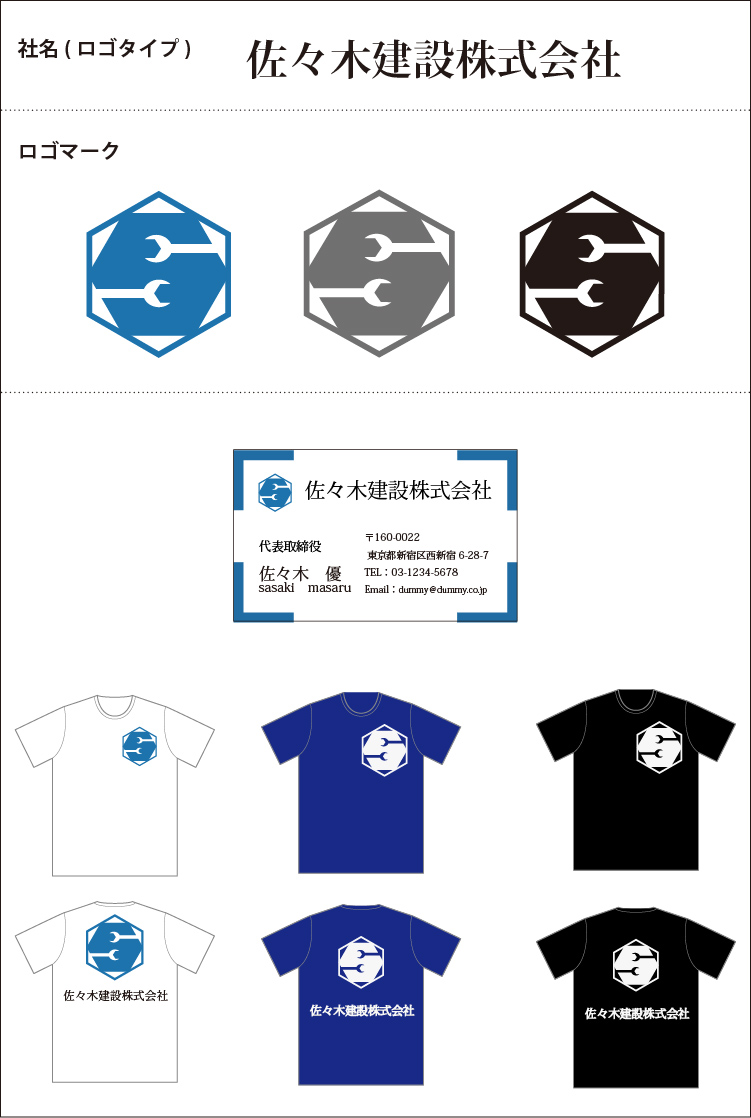 社名 ( ロゴタイプ )
佐々木建設株式会社
ロゴマーク
佐々木建設株式会社
代表取締役
佐々木　優
sasaki　masaru
〒160-0022
東京都新宿区西新宿 6-28-7
TEL：03-1234-5678
Email：dummy@dummy.co.jp
佐々木建設株式会社
佐々木建設株式会社
佐々木建設株式会社